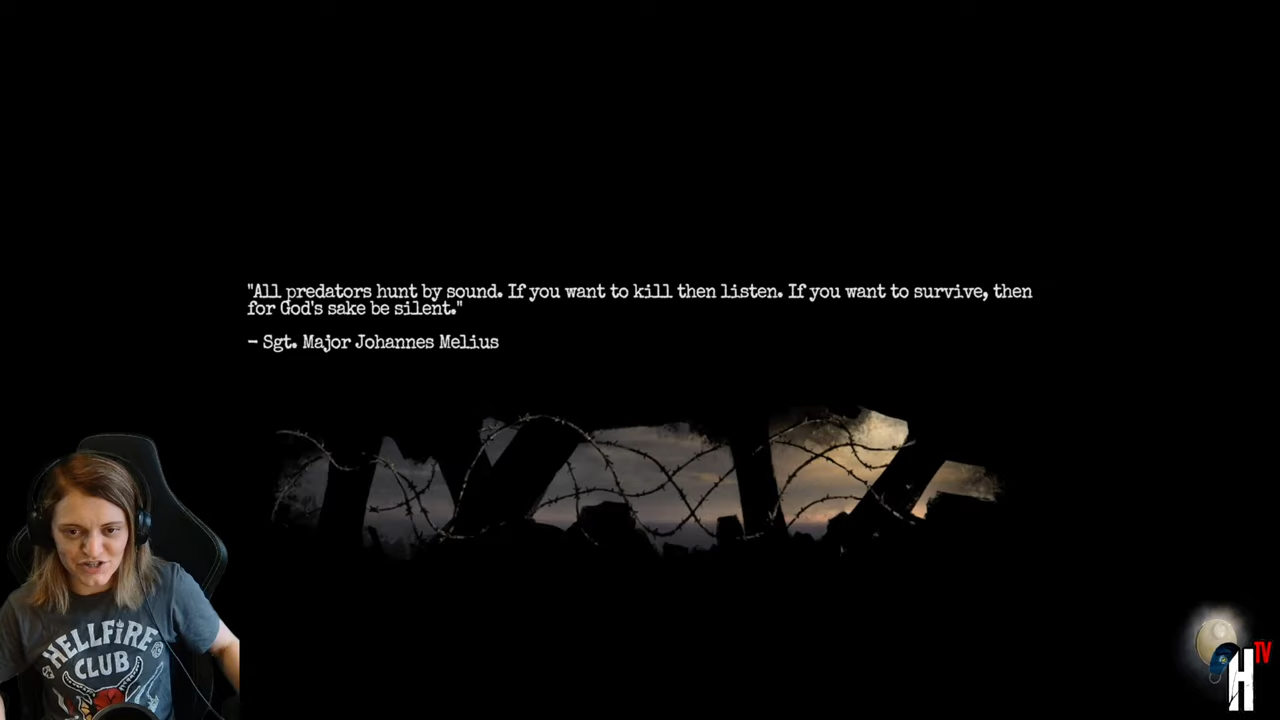 "All predators hunt by sound. If you want to kill then listen. If you want to survive, then
for God's sake be silent."
- Sgt. Major Johannes Melius
HELLFIRE
CLUB
H TV